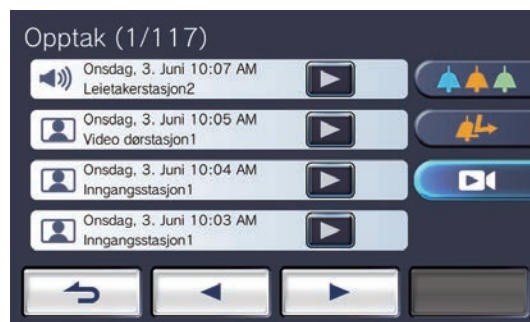 Opptak (1/117)
Onsdag, 3. Juni 10:07 AM
Leietakerstasjon2
Onsdag, 3. Juni 10:05 AM
Video dørstasjon1
Onsdag, 3. Juni 10:04 AM
Inngangsstasjon1
Onsdag, 3. Juni 10:03 AM
Inngangsstasjon1